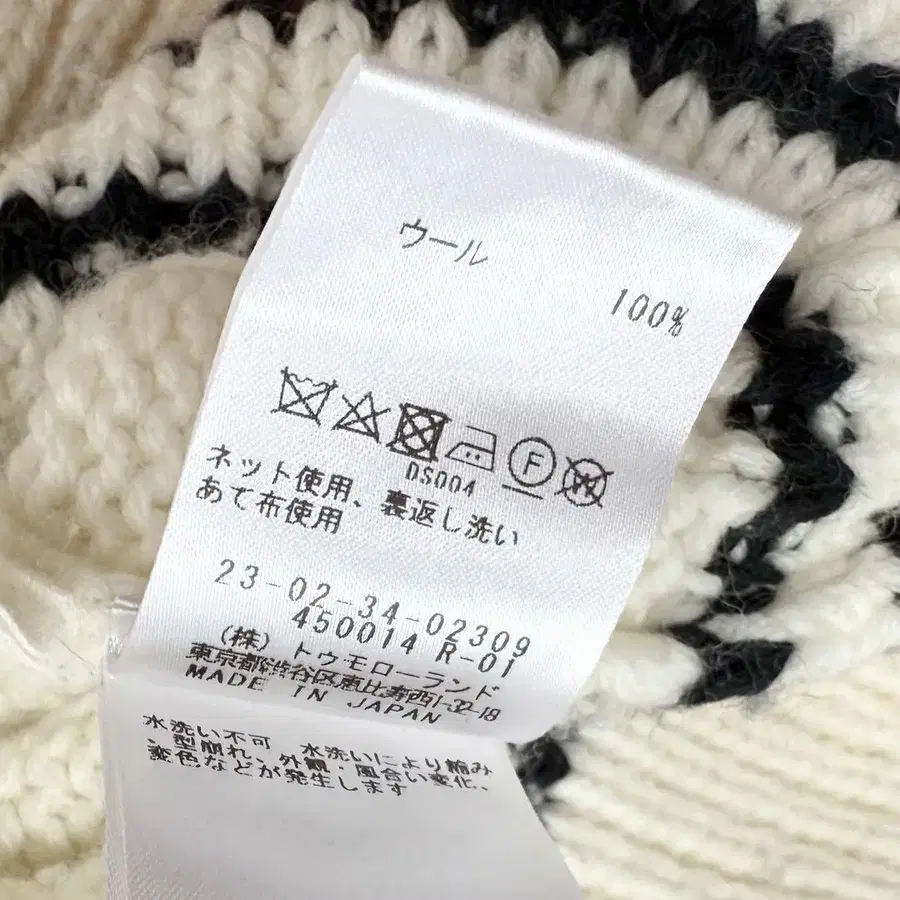 ウール
100%
F
W
DS004
ネット使用、裏返し洗い
あて布使用
23-02-34-02309
450014 R-01
(株) トゥモローランド
東京都渋谷区恵比寿西1-32-18
MADE IN JAPAN
水洗い不可 水洗いにより縮み
、型崩れ、外観・風合い変化、
変色などが発生します